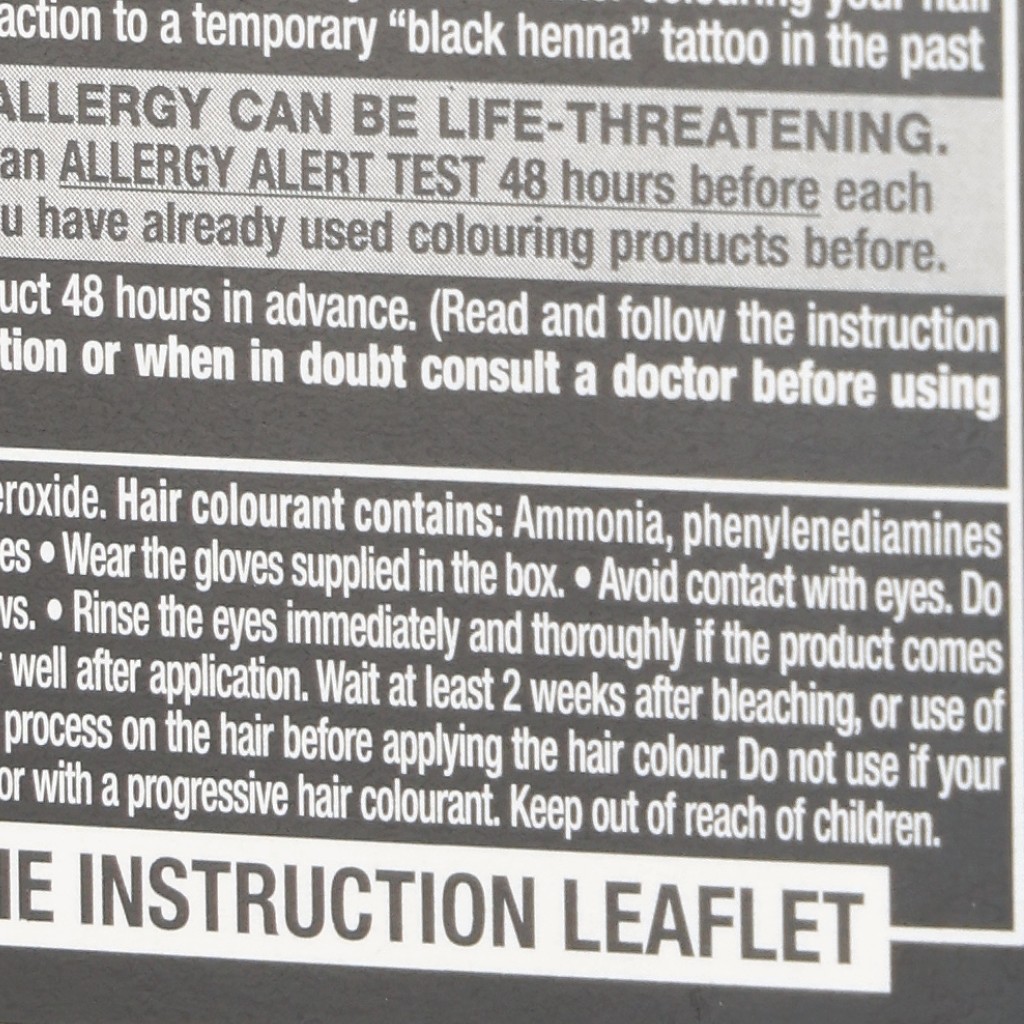 action to a temporary “black henna” tattoo in the past
ALLERGY CAN BE LIFE-THREATENING.
an ALLERGY ALERT TEST 48 hours before each
u have already used colouring products before.
uct 48 hours in advance. (Read and follow the instruction
tion or when in doubt consult a doctor before using
eroxide. Hair colourant contains: Ammonia, phenylenediamines
es • Wear the gloves supplied in the box. • Avoid contact with eyes. Do
ws. • Rinse the eyes immediately and thoroughly if the product comes
well after application. Wait at least 2 weeks after bleaching, or use of
process on the hair before applying the hair colour. Do not use if your
or with a progressive hair colourant. Keep out of reach of children.
HE INSTRUCTION LEAFLET